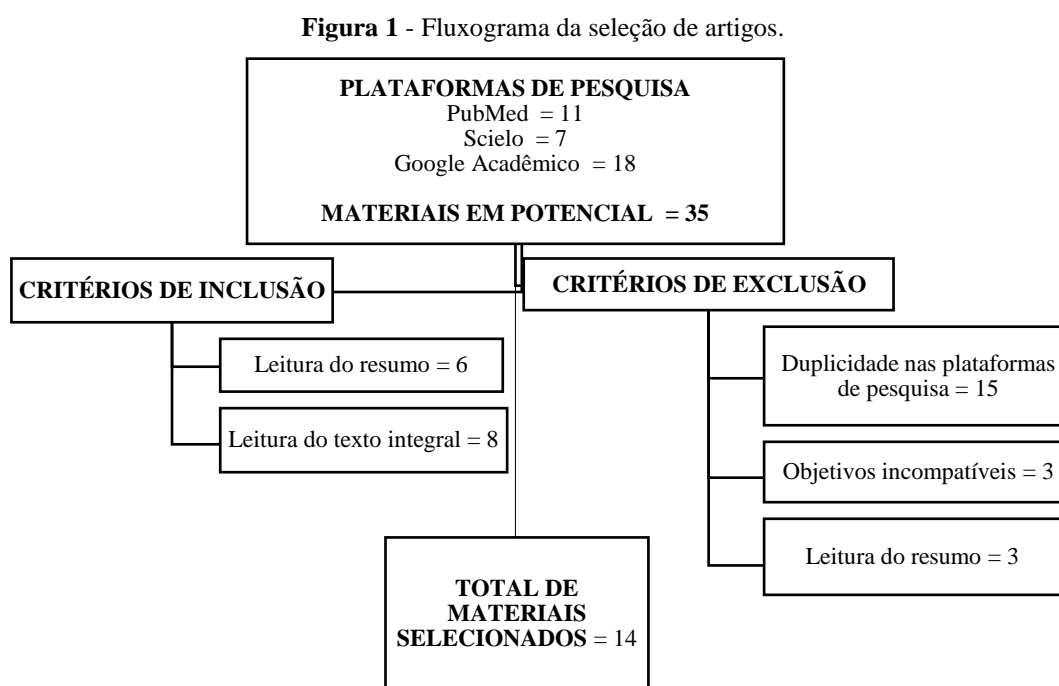 Figura 1 - Fluxograma da seleção de artigos.
PLATAFORMAS DE PESQUISA
PubMed = 11
Scielo = 7
Google Acadêmico = 18
MATERIAIS EM POTENCIAL = 35
CRITÉRIOS DE INCLUSÃO
Leitura do resumo = 6
Leitura do texto integral = 8
CRITÉRIOS DE EXCLUSÃO
Duplicidade nas plataformas
de pesquisa = 15
Objetivos incompatíveis = 3
Leitura do resumo = 3
TOTAL DE
MATERIAIS
SELECIONADOS = 14